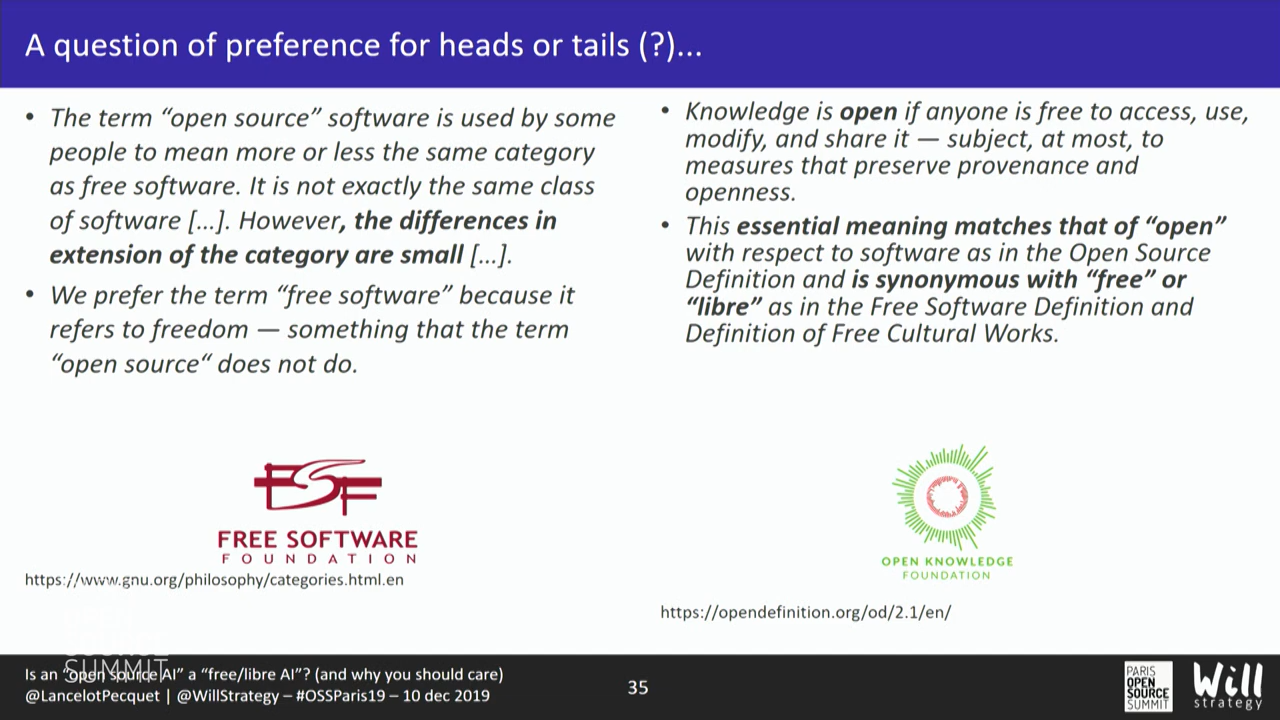 A question of preference for heads or tails (?)...
• The term “open source” software is used by some
people to mean more or less the same category
as free software. It is not exactly the same class
of software [...]. However, the differences in
extension of the category are small [...].
• We prefer the term “free software” because it
refers to freedom — something that the term
“open source“ does not do.
FREE SOFTWARE
FOUNDATION
https://www.gnu.org/philosophy/categories.html.en
• Knowledge is open if anyone is free to access, use,
modify, and share it — subject, at most, to
measures that preserve provenance and
openness.
• This essential meaning matches that of “open”
with respect to software as in the Open Source
Definition and is synonymous with “free” or
“libre” as in the Free Software Definition and
Definition of Free Cultural Works.
OPEN KNOWLEDGE
FOUNDATION
https://opendefinition.org/od/2.1/en/
OPEN
SOURCE
SUMMIT
Is an “open source AI” a “free/libre AI”? (and why you should care)
@LancelotPecquet | @WillStrategy – #OSSParis19 – 10 dec 2019
35
PARIS
OPEN
SOURCE
SUMMIT
Will
strategy